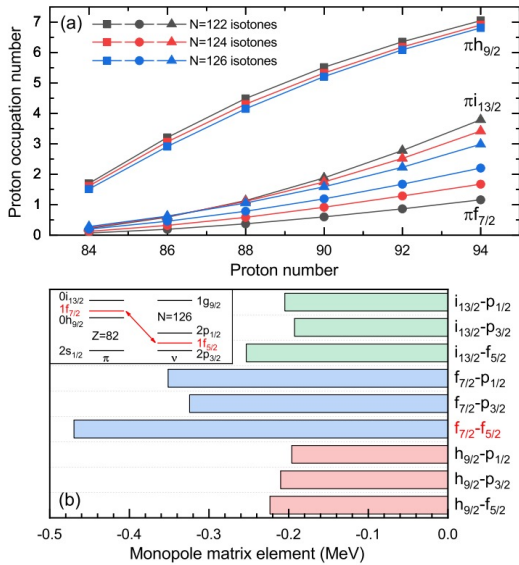 (a)
N=122 isotones
N=124 isotones
N=126 isotones
πh9/2
πi13/2
πf7/2
Proton occupation number
7
6
5
4
3
2
1
0
84 86 88 90 92 94
Proton number
0i13/2 1g9/2
1f7/2 N=126
0h9/2 2p1/2
Z=82 1f5/2
2s1/2 π ν 2p3/2
i13/2-p1/2
i13/2-p3/2
i13/2-f5/2
f7/2-p1/2
f7/2-p3/2
f7/2-f5/2
h9/2-p1/2
h9/2-p3/2
h9/2-f5/2
(b)
-0.5 -0.4 -0.3 -0.2 -0.1 0.0
Monopole matrix element (MeV)